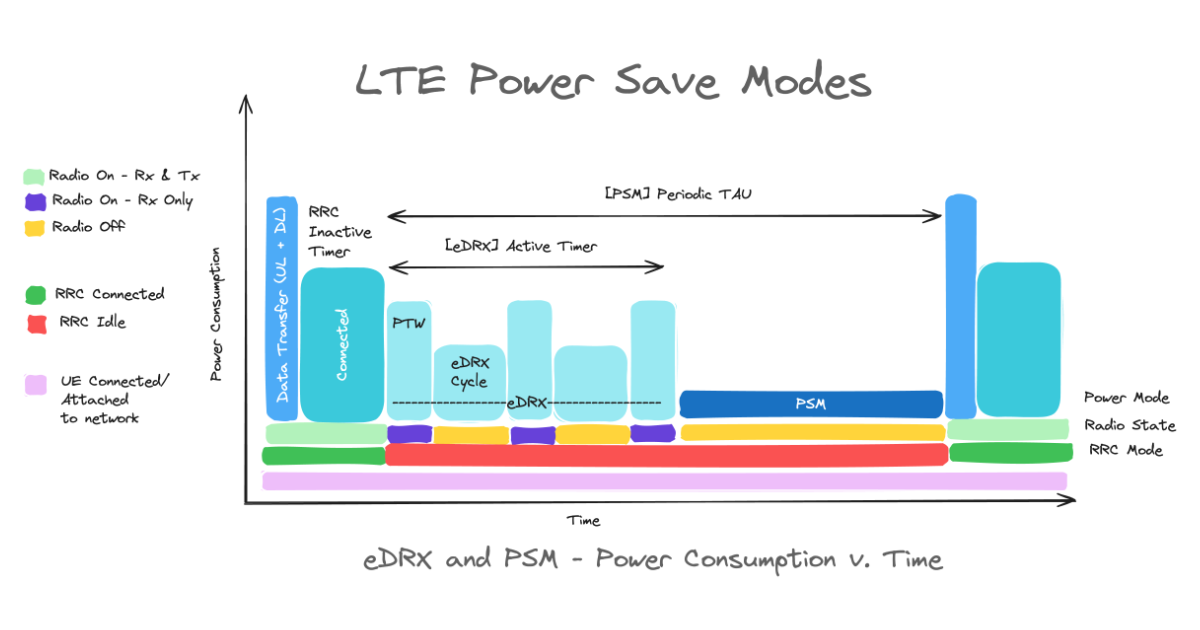 LTE Power Save Modes
Radio On - Rx & Tx
Radio On - Rx Only
Radio Off
RRC Connected
RRC Idle
UE Connected/
Attached
to network
Power Consumption
Data Transfer (UL + DL)
RRC
Inactive
Timer
Connected
[PSM] Periodic TAU
[eDRX] Active Timer
PTW
eDRX
Cycle
eDRX
PSM
Power Mode
Radio State
RRC Mode
Time
eDRX and PSM - Power Consumption v. Time